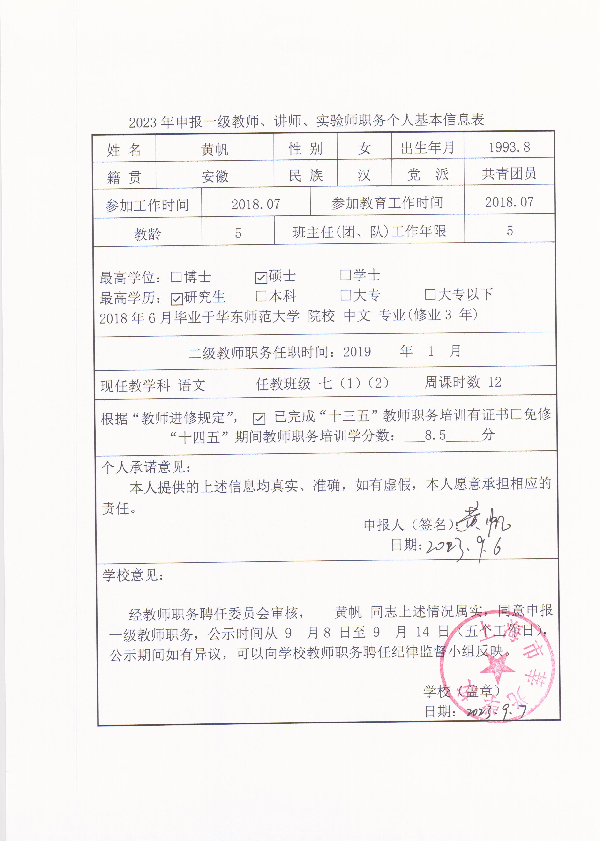 2023年申报一级教师、讲师、实验师职务个人基本信息表
姓 名 黄帆 性 别 女 出生年月 1993.8
籍 贯 安徽 民 族 汉 党 派 共青团员
参加工作时间 2018.07 参加教育工作时间 2018.07
教龄 5 班主任(团、队)工作年限 5
最高学位：□博士 ☑硕士 □学士
最高学历：☑研究生 □本科 □大专 □大专以下
2018年6月毕业于华东师范大学 院校 中文 专业(修业3 年)
二级教师职务任职时间：2019 年 1 月
现任教学科 语文 任教班级 七（1）（2） 周课时数 12
根据“教师进修规定”，☑ 已完成“十三五”教师职务培训有证书□免修
“十四五”期间教师职务培训学分数：___8.5_____分
个人承诺意见：
本人提供的上述信息均真实、准确，如有虚假，本人愿意承担相应的
责任。
申报人（签名）：黄帆
日期：2023.9.6
学校意见：
经教师职务聘任委员会审核， 黄帆 同志上述情况属实，同意申报
一级教师职务，公示时间从 9 月8 日至 9 月 14 日（五个工作日），
公示期间如有异议，可以向学校教师职务聘任纪律监督小组反映。
学校（盖章）
日期：2023.9.7